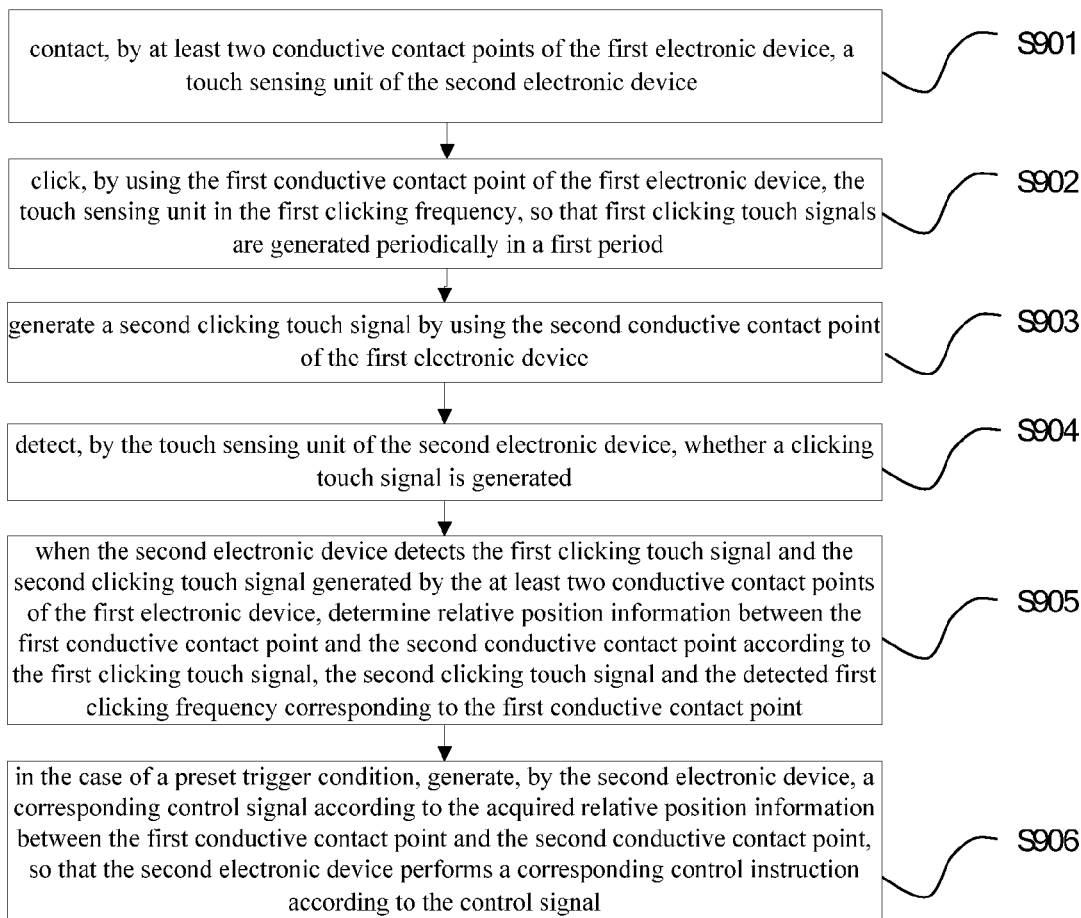 contact, by at least two conductive contact points of the first electronic device, a
touch sensing unit of the second electronic device
S901
click, by using the first conductive contact point of the first electronic device, the
touch sensing unit in the first clicking frequency, so that first clicking touch signals
are generated periodically in a first period
S902
generate a second clicking touch signal by using the second conductive contact point
of the first electronic device
S903
detect, by the touch sensing unit of the second electronic device, whether a clicking
touch signal is generated
S904
when the second electronic device detects the first clicking touch signal and the
second clicking touch signal generated by the at least two conductive contact points
of the first electronic device, determine relative position information between the
first conductive contact point and the second conductive contact point according to
the first clicking touch signal, the second clicking touch signal and the detected first
clicking frequency corresponding to the first conductive contact point
S905
in the case of a preset trigger condition, generate, by the second electronic device, a
corresponding control signal according to the acquired relative position information
between the first conductive contact point and the second conductive contact point,
so that the second electronic device performs a corresponding control instruction
according to the control signal
S906